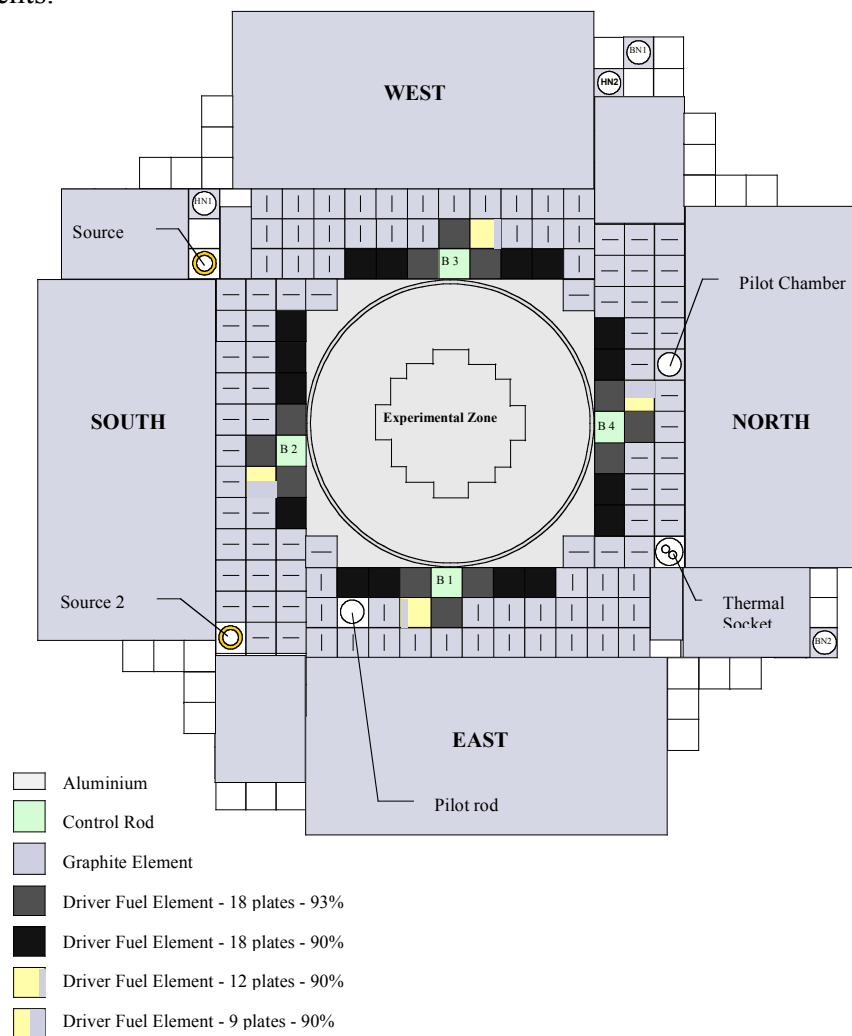 WEST
BN1
HN2
HN1
Source
B 3
Pilot Chamber
Experimental Zone
SOUTH
B 2
B 4
NORTH
B 1
Source 2
Thermal
Socket
BN2
EAST
Pilot rod
Aluminium
Control Rod
Graphite Element
Driver Fuel Element - 18 plates - 93%
Driver Fuel Element - 18 plates - 90%
Driver Fuel Element - 12 plates - 90%
Driver Fuel Element - 9 plates - 90%